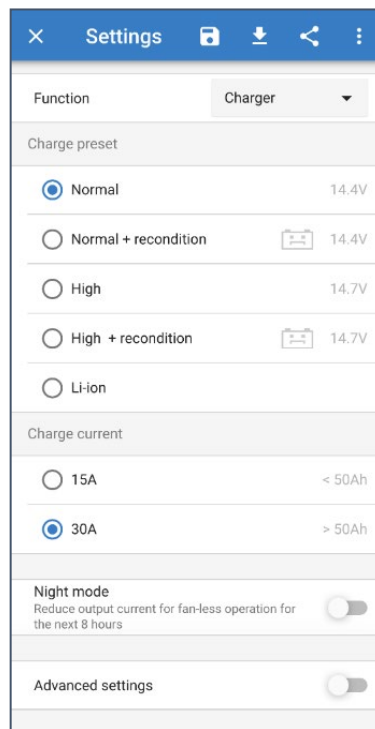 Settings
Function Charger
Charge preset
Normal 14.4V
Normal + recondition 14.4V
High 14.7V
High + recondition 14.7V
Li-ion
Charge current
15A < 50Ah
30A > 50Ah
Night mode
Reduce output current for fan-less operation for
the next 8 hours
Advanced settings